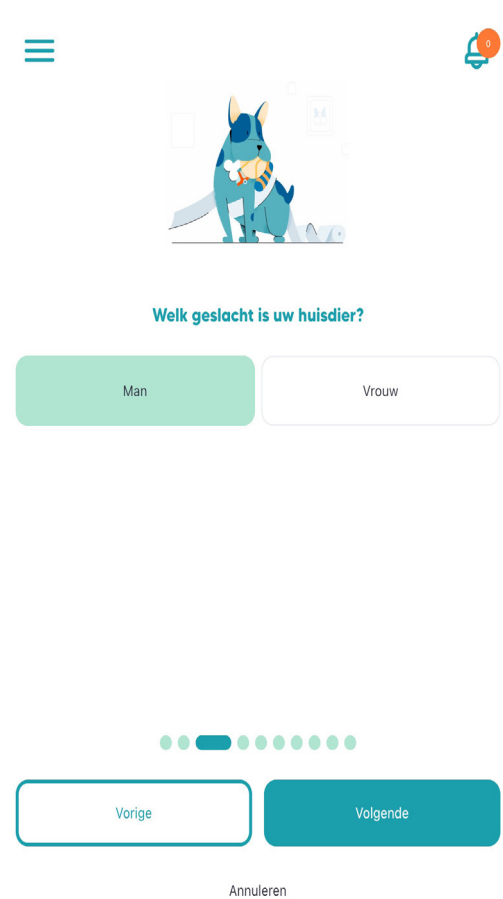 0
Welk geslacht is uw huisdier?
Man
Vrouw
Vorige
Volgende
Annuleren